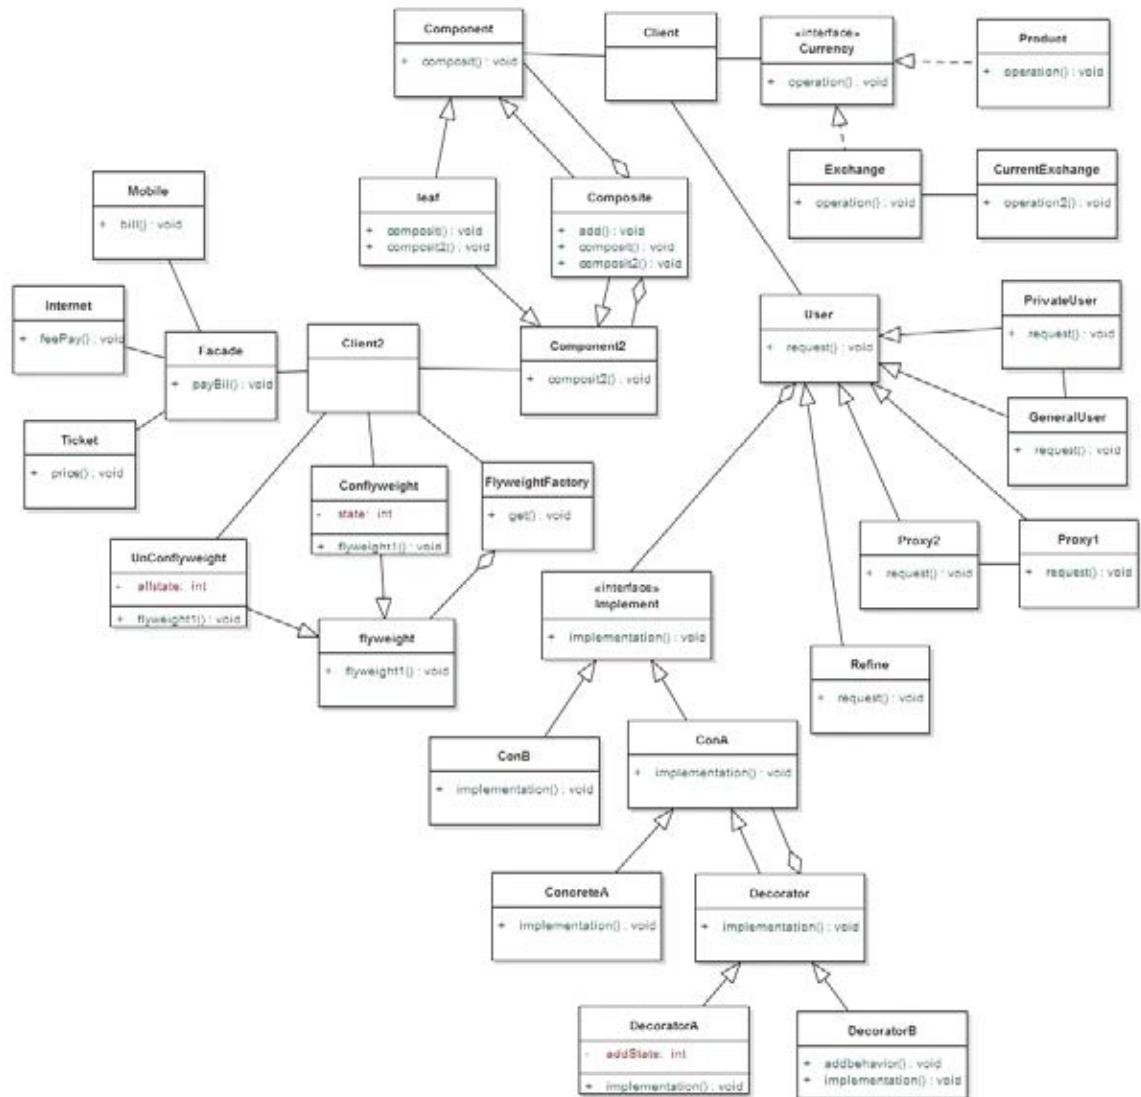 Component
+ composit() : void
Client
«interface»
Currency
+ operation() : void
Product
+ operation() : void
Exchange
+ operation() : void
CurrentExchange
+ operation2() : void
leaf
+ composit() : void
+ composit2() : void
Composite
+ add() : void
+ composit() : void
+ composit2() : void
Mobile
+ bill() : void
Internet
+ feePay() : void
Facade
+ payBill() : void
Client2
Component2
+ composit2() : void
Ticket
+ price() : void
User
+ request() : void
PrivateUser
+ request() : void
GeneralUser
+ request() : void
Conflyweight
- state: int
+ flyweight1() : void
FlyweightFactory
+ get() : void
UnConflyweight
- allstate: int
+ flyweight1() : void
flyweight
+ flyweight1() : void
Proxy2
+ request() : void
Proxy1
+ request() : void
«interface»
Implement
+ implementation() : void
Refine
+ request() : void
ConB
+ implementation() : void
ConA
+ implementation() : void
ConcreteA
+ implementation() : void
Decorator
+ implementation() : void
DecoratorA
- addState: int
+ implementation() : void
DecoratorB
+ addbehavior() : void
+ implementation() : void